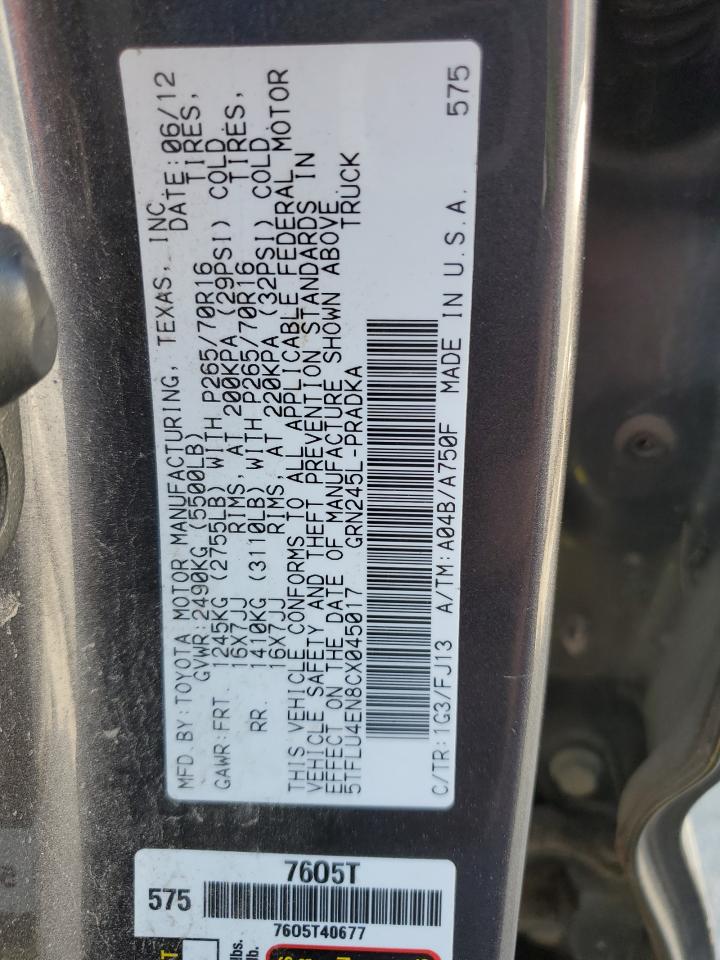 MFD.BY:TOYOTA MOTOR MANUFACTURING, TEXAS, INC. DATE:06/12
GVWR:2490KG (5500LB)
GAWR:FRT. 1245KG (2755LB) WITH P265/70R16 TIRES,
16X7JJ RIMS, AT 200KPA (29PSI) COLD
RR. 1410KG (3110LB) WITH P265/70R16 TIRES,
16X7JJ RIMS, AT 220KPA (32PSI) COLD
THIS VEHICLE CONFORMS TO ALL APPLICABLE FEDERAL MOTOR
VEHICLE SAFETY AND THEFT PREVENTION STANDARDS IN
EFFECT ON THE DATE OF MANUFACTURE SHOWN ABOVE.
5TFLU4EN8CX045017 GRN245L-PRADKA TRUCK
C/TR:1G3/FJ13 A/TM:A04B/A750F MADE IN U.S.A. 575
7605T
575
7605T40677
lbs.
lb.